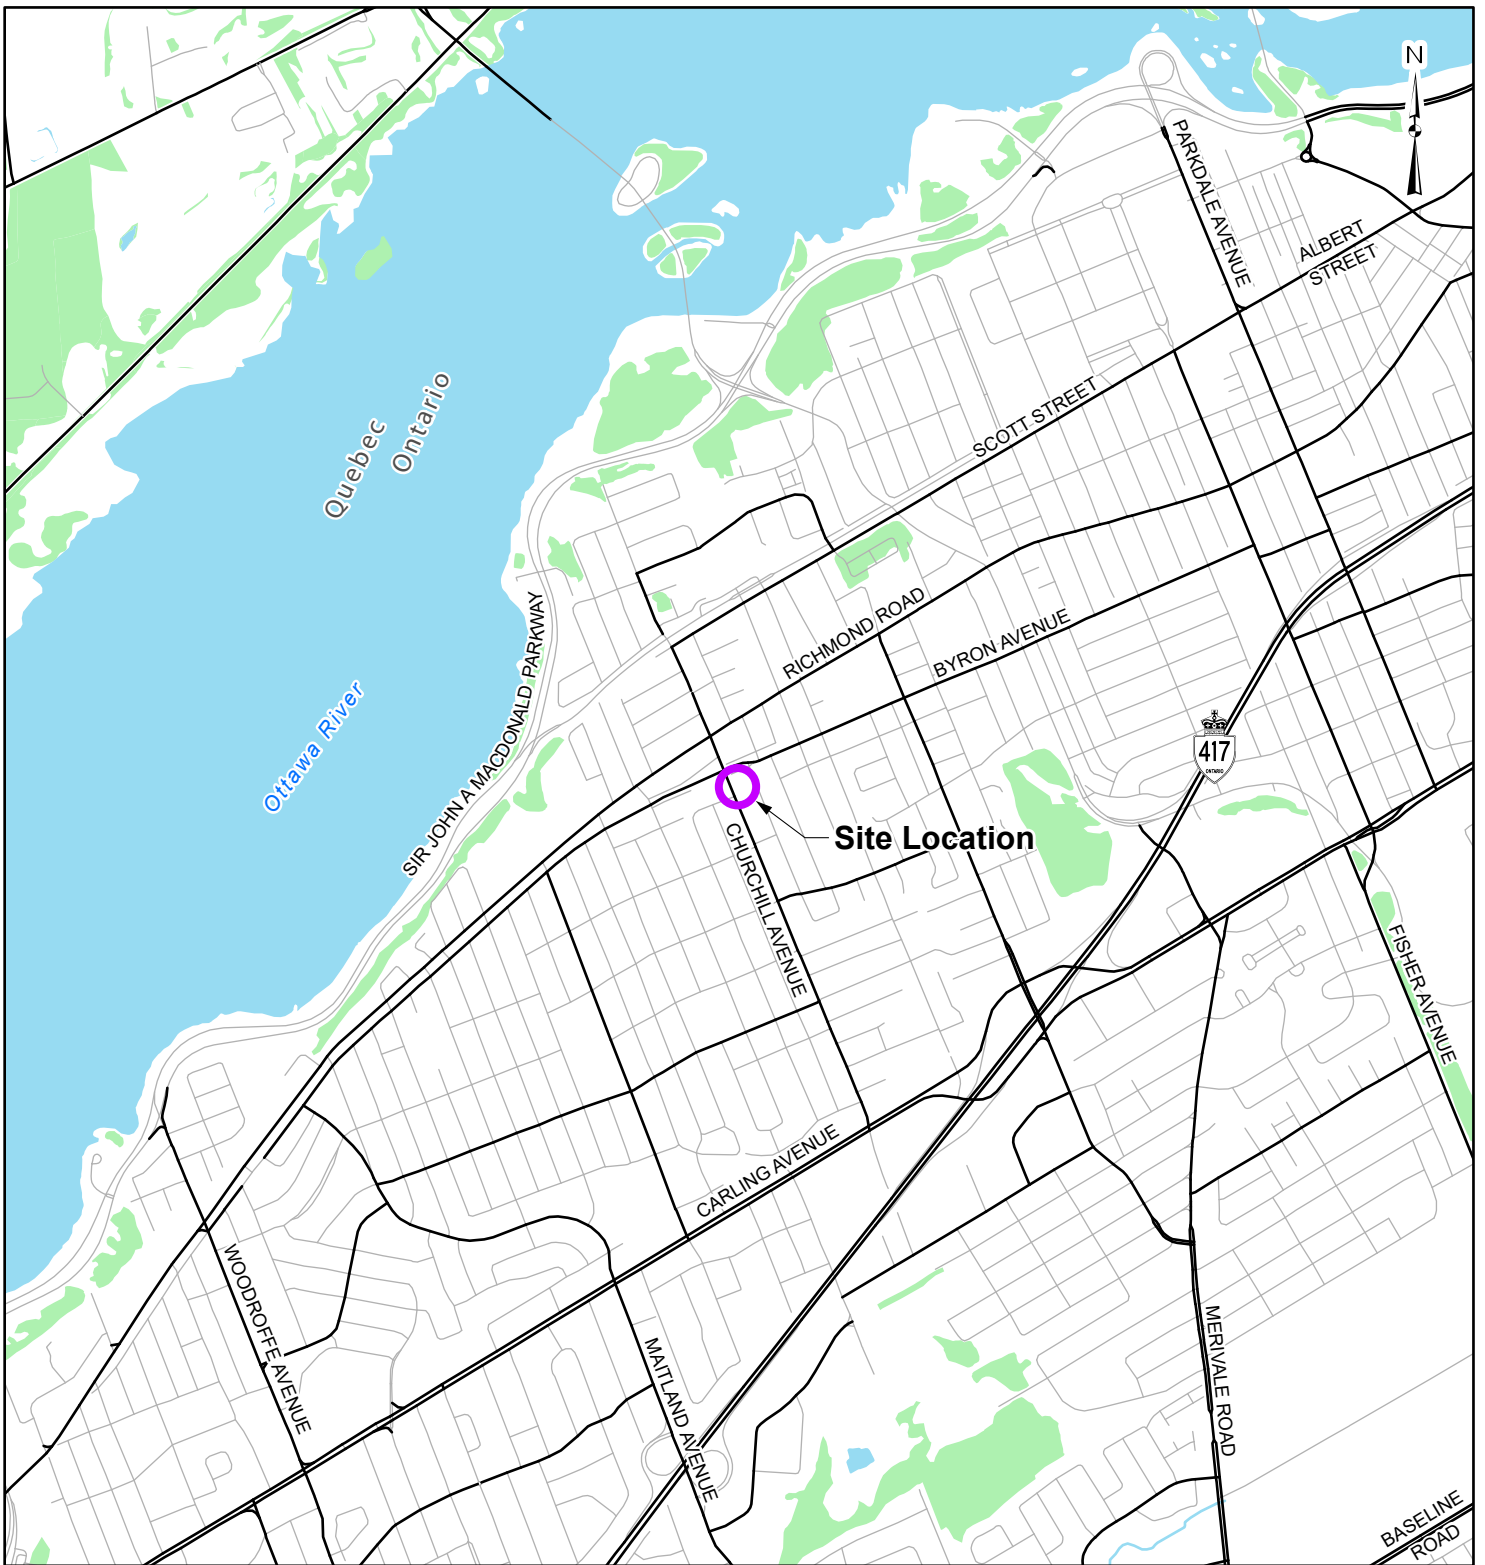 N
PARKDALE AVENUE
ALBERT
STREET
SCOTT STREET
Quebec
Ontario
RICHMOND ROAD
BYRON AVENUE
SIR JOHN A MACDONALD PARKWAY
Ottawa River
417
ONTARIO
Site Location
CHURCHILL AVENUE
FISHER AVENUE
CARLING AVENUE
WOODROFFE AVENUE
MAITLAND AVENUE
MERIVALE ROAD
BASELINE
ROAD